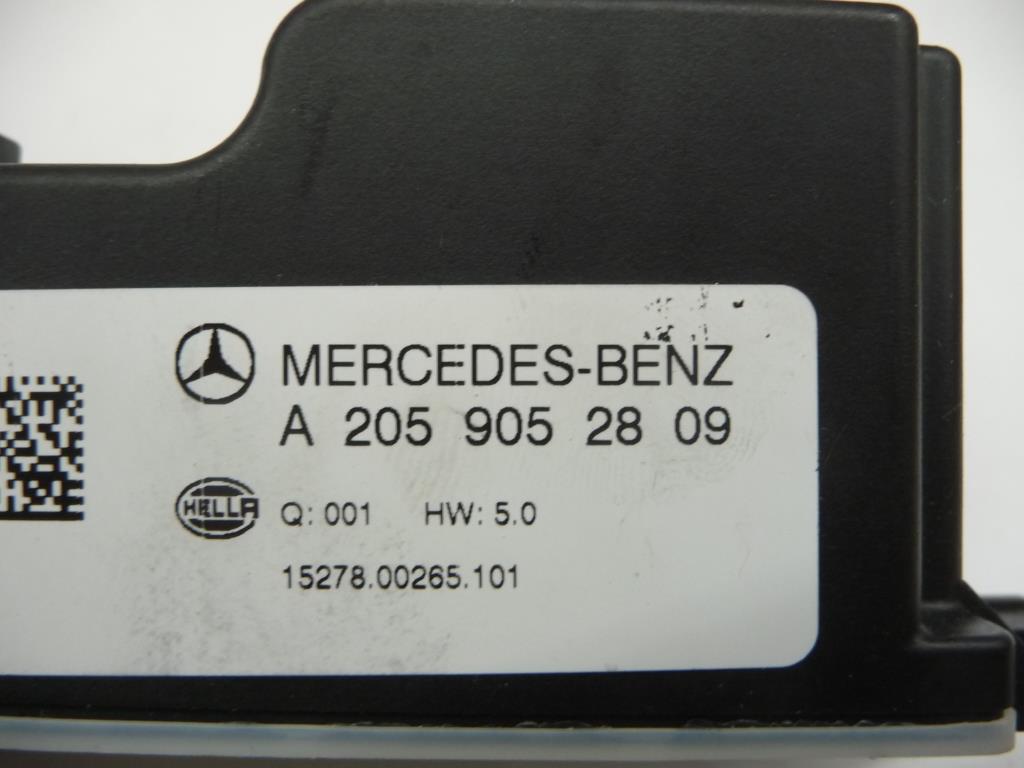 MERCEDES-BENZ
A 205 905 28 09
HELLA Q: 001 HW: 5.0
15278.00265.101